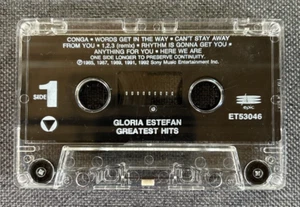 CONGA • WORDS GET IN THE WAY • CAN'T STAY AWAY
FROM YOU • 1,2,3 (remix) • RHYTHM IS GONNA GET YOU •
ANYTHING FOR YOU • HERE WE ARE
ONE SIDE LONGER TO PRESERVE CONTINUITY.
1985, 1987, 1989, 1991, 1992 Sony Music Entertainment Inc.
SIDE 1
epic
ET53046
GLORIA ESTEFAN
GREATEST HITS